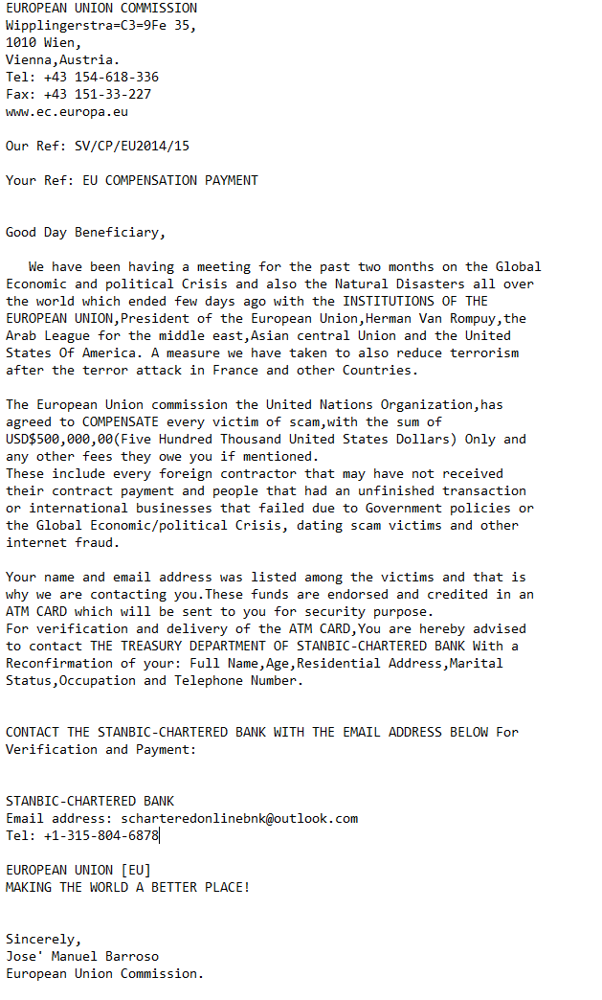 EUROPEAN UNION COMMISSION
Wipplingerstra=C3=9Fe 35,
1010 Wien,
Vienna,Austria.
Tel: +43 154-618-336
Fax: +43 151-33-227
www.ec.europa.eu
Our Ref: SV/CP/EU2014/15
Your Ref: EU COMPENSATION PAYMENT
Good Day Beneficiary,
We have been having a meeting for the past two months on the Global
Economic and political Crisis and also the Natural Disasters all over
the world which ended few days ago with the INSTITUTIONS OF THE
EUROPEAN UNION,President of the European Union,Herman Van Rompuy,the
Arab League for the middle east,Asian central Union and the United
States Of America. A measure we have taken to also reduce terrorism
after the terror attack in France and other Countries.
The European Union commission the United Nations Organization,has
agreed to COMPENSATE every victim of scam,with the sum of
USD$500,000,00(Five Hundred Thousand United States Dollars) Only and
any other fees they owe you if mentioned.
These include every foreign contractor that may have not received
their contract payment and people that had an unfinished transaction
or international businesses that failed due to Government policies or
the Global Economic/political Crisis, dating scam victims and other
internet fraud.
Your name and email address was listed among the victims and that is
why we are contacting you.These funds are endorsed and credited in an
ATM CARD which will be sent to you for security purpose.
For verification and delivery of the ATM CARD,You are hereby advised
to contact THE TREASURY DEPARTMENT OF STANBIC-CHARTERED BANK With a
Reconfirmation of your: Full Name,Age,Residential Address,Marital
Status,Occupation and Telephone Number.
CONTACT THE STANBIC-CHARTERED BANK WITH THE EMAIL ADDRESS BELOW For
Verification and Payment:
STANBIC-CHARTERED BANK
Email address: scharteredonlinebnk@outlook.com
Tel: +1-315-804-6878
EUROPEAN UNION [EU]
MAKING THE WORLD A BETTER PLACE!
Sincerely,
Jose' Manuel Barroso
European Union Commission.